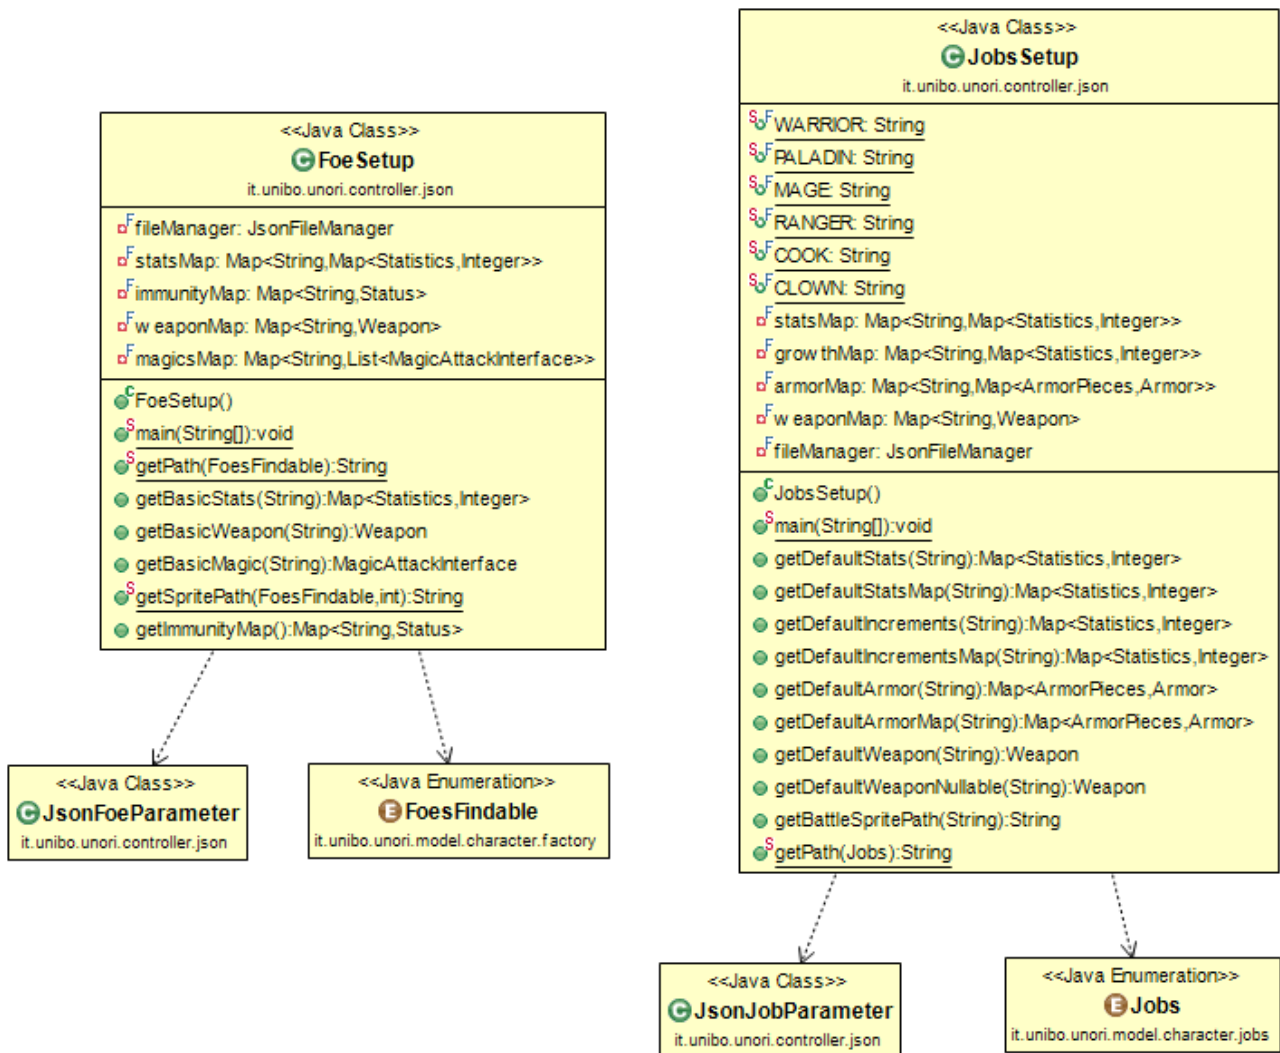 <<Java Class>>
FoeSetup
it.unibo.unori.controller.json
fileManager: JsonFileManager
statsMap: Map<String,Map<Statistics,Integer>>
immunityMap: Map<String,Status>
weaponMap: Map<String,Weapon>
magicsMap: Map<String,List<MagicAttackInterface>>
FoeSetup()
main(String[]):void
getPath(FoesFindable):String
getBasicStats(String):Map<Statistics,Integer>
getBasicWeapon(String):Weapon
getBasicMagic(String):MagicAttackInterface
getSpritePath(FoesFindable,int):String
getImmunityMap():Map<String,Status>
<<Java Class>>
JsonFoeParameter
it.unibo.unori.controller.json
<<Java Enumeration>>
FoesFindable
it.unibo.unori.model.character.factory
<<Java Class>>
JobsSetup
it.unibo.unori.controller.json
WARRIOR: String
PALADIN: String
MAGE: String
RANGER: String
COOK: String
CLOWN: String
statsMap: Map<String,Map<Statistics,Integer>>
growthMap: Map<String,Map<Statistics,Integer>>
armorMap: Map<String,Map<ArmorPieces,Armor>>
weaponMap: Map<String,Weapon>
fileManager: JsonFileManager
JobsSetup()
main(String[]):void
getDefaultStats(String):Map<Statistics,Integer>
getDefaultStatsMap(String):Map<Statistics,Integer>
getDefaultIncrements(String):Map<Statistics,Integer>
getDefaultIncrementsMap(String):Map<Statistics,Integer>
getDefaultArmor(String):Map<ArmorPieces,Armor>
getDefaultArmorMap(String):Map<ArmorPieces,Armor>
getDefaultWeapon(String):Weapon
getDefaultWeaponNullable(String):Weapon
getBattleSpritePath(String):String
getPath(Jobs):String
<<Java Class>>
JsonJobParameter
it.unibo.unori.controller.json
<<Java Enumeration>>
Jobs
it.unibo.unori.model.character.jobs